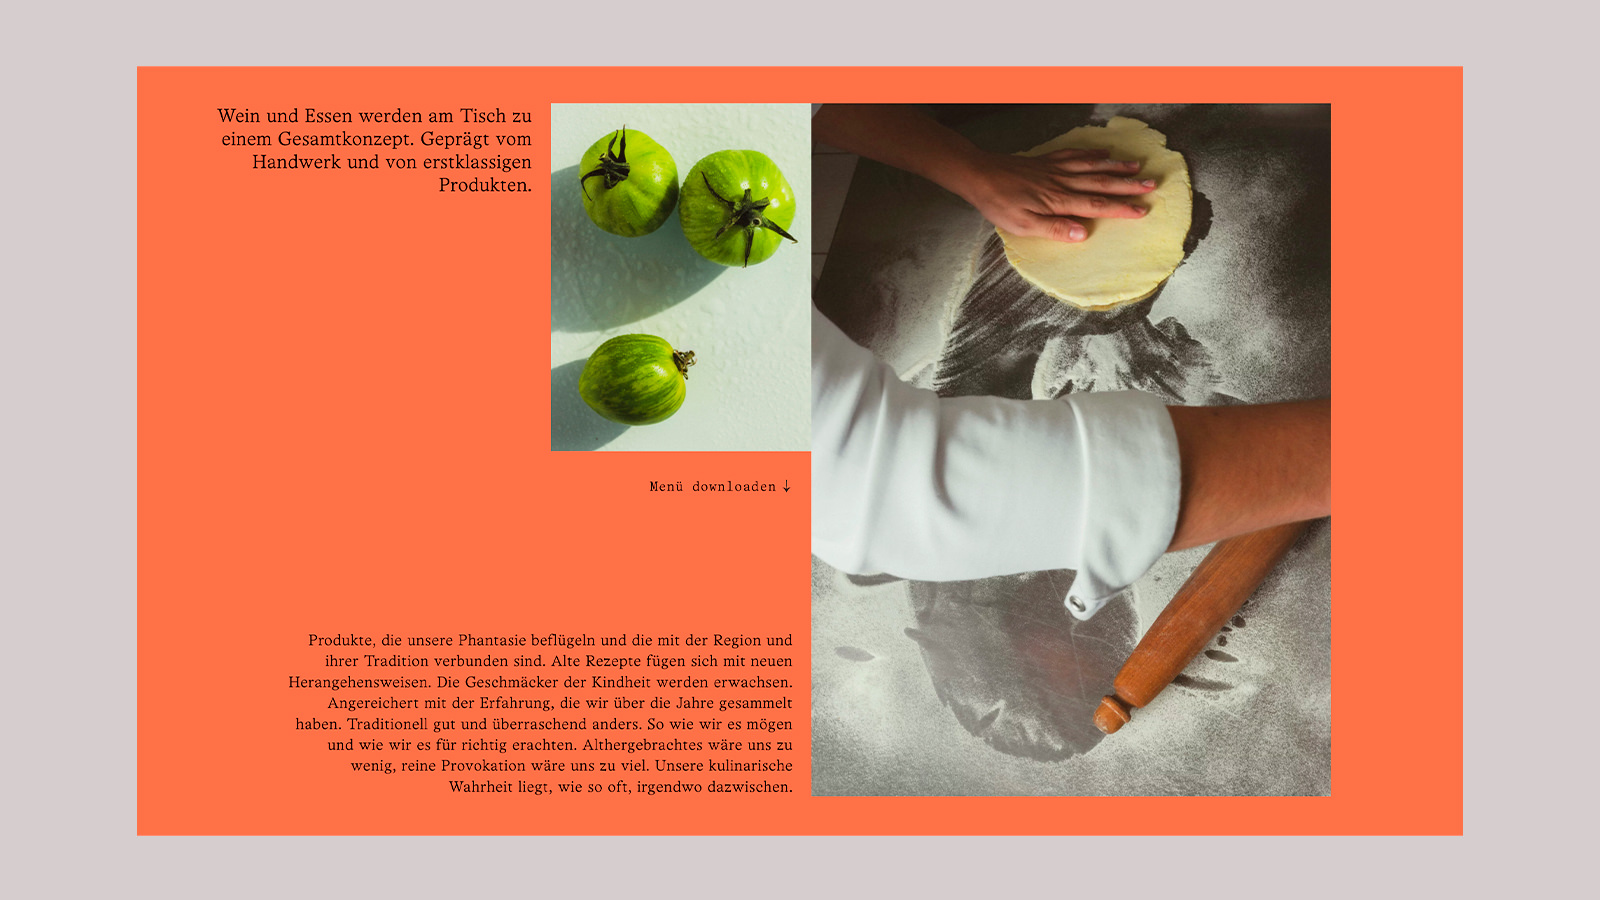 Wein und Essen werden am Tisch zu
einem Gesamtkonzept. Geprägt vom
Handwerk und von erstklassigen
Produkten.
Menü downloaden ↓
Produkte, die unsere Phantasie beflügeln und die mit der Region und
ihrer Tradition verbunden sind. Alte Rezepte fügen sich mit neuen
Herangehensweisen. Die Geschmäcker der Kindheit werden erwachsen.
Angereichert mit der Erfahrung, die wir über die Jahre gesammelt
haben. Traditionell gut und überraschend anders. So wie wir es mögen
und wie wir es für richtig erachten. Althergebrachtes wäre uns zu
wenig, reine Provokation wäre uns zu viel. Unsere kulinarische
Wahrheit liegt, wie so oft, irgendwo dazwischen.